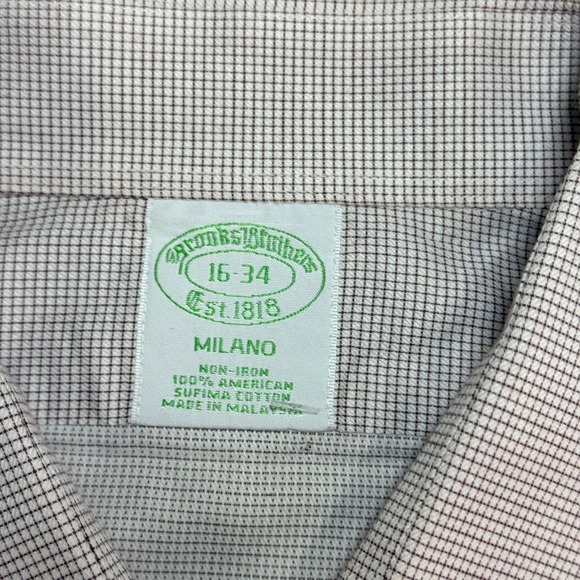 Brooks Brothers
16-34
Est. 1818
MILANO
NON-IRON
100% AMERICAN
SUPIMA COTTON
MADE IN MALAYSIA